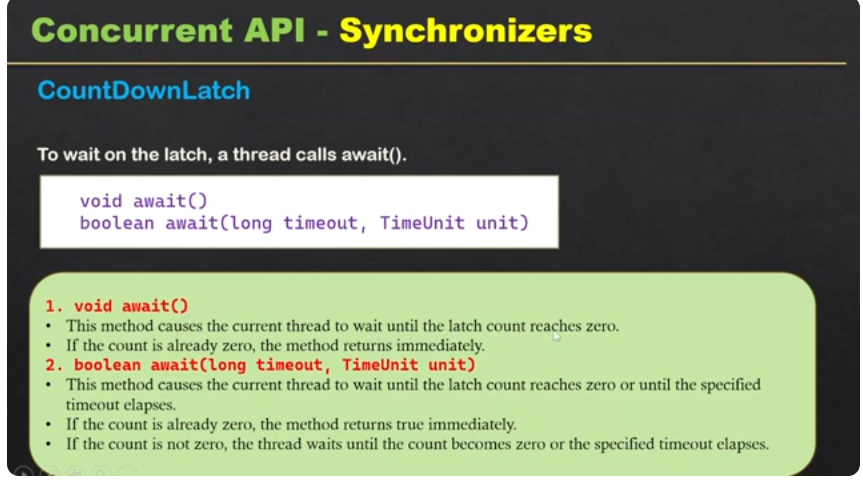 Concurrent API - Synchronizers
CountDownLatch
To wait on the latch, a thread calls await().
void await()
boolean await(long timeout, TimeUnit unit)
1. void await()
• This method causes the current thread to wait until the latch count reaches zero.
• If the count is already zero, the method returns immediately.
2. boolean await(long timeout, TimeUnit unit)
• This method causes the current thread to wait until the latch count reaches zero or until the specified
timeout elapses.
• If the count is already zero, the method returns true immediately.
• If the count is not zero, the thread waits until the count becomes zero or the specified timeout elapses.